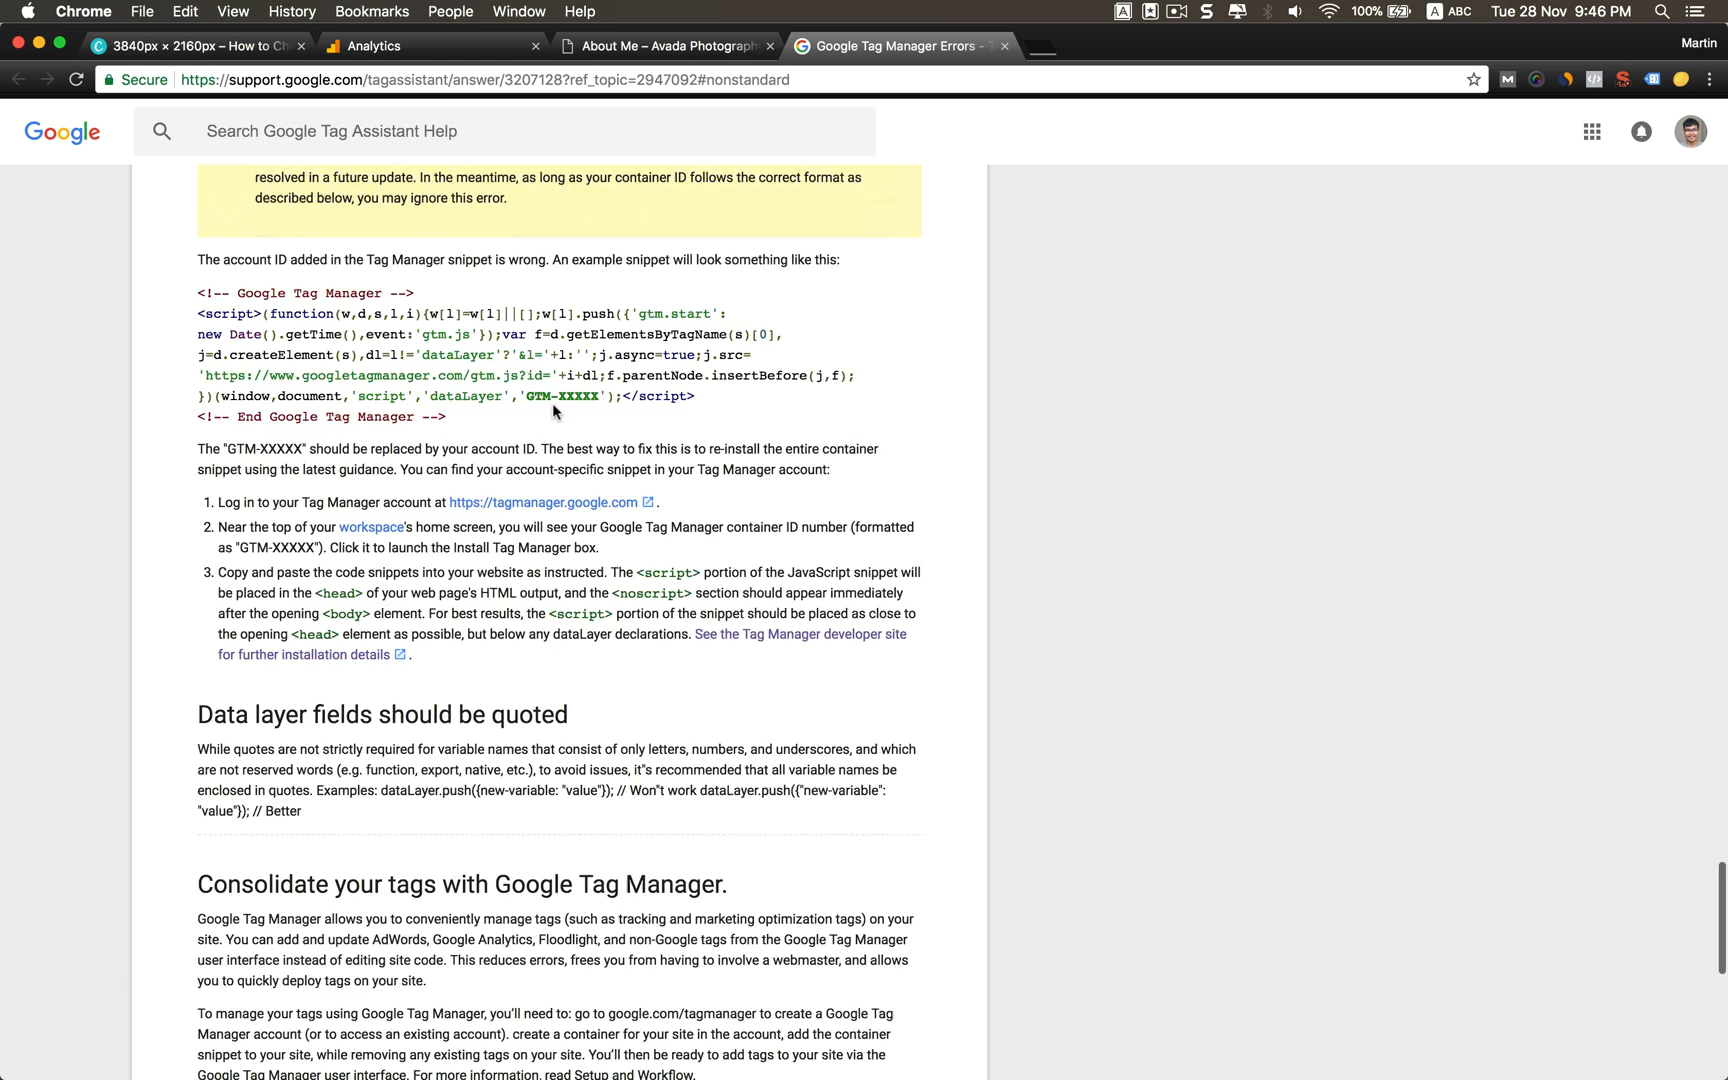 Chrome File Edit View History Bookmarks People Window Help 100% A ABC Tue 28 Nov 9:46 PM
3840px × 2160px – How to Ch Analytics About Me – Avada Photograph Google Tag Manager Errors - T Martin
Secure https://support.google.com/tagassistant/answer/3207128?ref_topic=2947092#nonstandard
Google Search Google Tag Assistant Help
resolved in a future update. In the meantime, as long as your container ID follows the correct format as
described below, you may ignore this error.
The account ID added in the Tag Manager snippet is wrong. An example snippet will look something like this:
<!-- Google Tag Manager -->
<script>(function(w,d,s,l,i){w[l]=w[l]||[];w[l].push({'gtm.start':
new Date().getTime(),event:'gtm.js'});var f=d.getElementsByTagName(s)[0],
j=d.createElement(s),dl=l!='dataLayer'?'&l='+l:'';j.async=true;j.src=
'https://www.googletagmanager.com/gtm.js?id='+i+dl;f.parentNode.insertBefore(j,f);
})(window,document,'script','dataLayer','GTM-XXXXX');</script>
<!-- End Google Tag Manager -->
The "GTM-XXXXX" should be replaced by your account ID. The best way to fix this is to re-install the entire container
snippet using the latest guidance. You can find your account-specific snippet in your Tag Manager account:
1. Log in to your Tag Manager account at https://tagmanager.google.com .
2. Near the top of your workspace's home screen, you will see your Google Tag Manager container ID number (formatted
as "GTM-XXXXX"). Click it to launch the Install Tag Manager box.
3. Copy and paste the code snippets into your website as instructed. The <script> portion of the JavaScript snippet will
be placed in the <head> of your web page's HTML output, and the <noscript> section should appear immediately
after the opening <body> element. For best results, the <script> portion of the snippet should be placed as close to
the opening <head> element as possible, but below any dataLayer declarations. See the Tag Manager developer site
for further installation details .
Data layer fields should be quoted
While quotes are not strictly required for variable names that consist of only letters, numbers, and underscores, and which
are not reserved words (e.g. function, export, native, etc.), to avoid issues, it"s recommended that all variable names be
enclosed in quotes. Examples: dataLayer.push({new-variable: "value"}); // Won"t work dataLayer.push({"new-variable":
"value"}); // Better
Consolidate your tags with Google Tag Manager.
Google Tag Manager allows you to conveniently manage tags (such as tracking and marketing optimization tags) on your
site. You can add and update AdWords, Google Analytics, Floodlight, and non-Google tags from the Google Tag Manager
user interface instead of editing site code. This reduces errors, frees you from having to involve a webmaster, and allows
you to quickly deploy tags on your site.
To manage your tags using Google Tag Manager, you'll need to: go to google.com/tagmanager to create a Google Tag
Manager account (or to access an existing account). create a container for your site in the account, add the container
snippet to your site, while removing any existing tags on your site. You'll then be ready to add tags to your site via the
Google Tag Manager user interface. For more information, read Setup and Workflow.